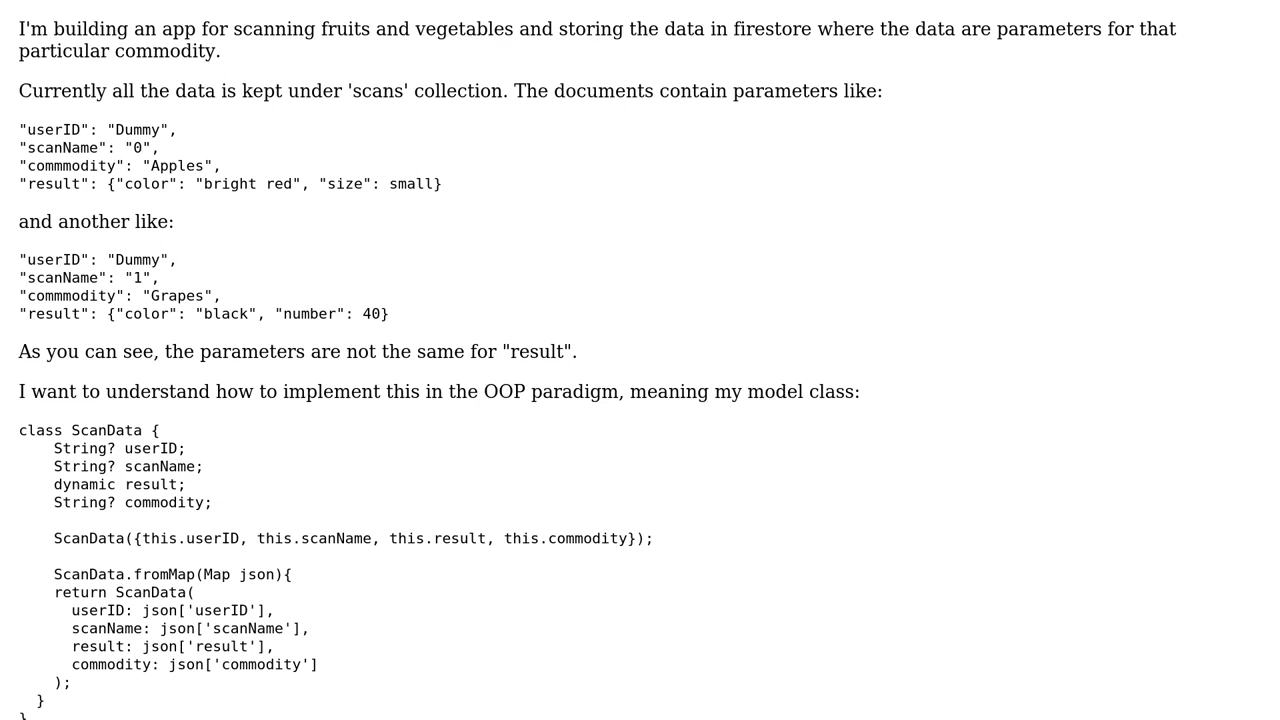 I'm building an app for scanning fruits and vegetables and storing the data in firestore where the data are parameters for that
particular commodity.
Currently all the data is kept under 'scans' collection. The documents contain parameters like:
"userID": "Dummy",
"scanName": "0",
"commmodity": "Apples",
"result": {"color": "bright red", "size": small}
and another like:
"userID": "Dummy",
"scanName": "1",
"commmodity": "Grapes",
"result": {"color": "black", "number": 40}
As you can see, the parameters are not the same for "result".
I want to understand how to implement this in the OOP paradigm, meaning my model class:
class ScanData {
    String? userID;
    String? scanName;
    dynamic result;
    String? commodity;
    ScanData({this.userID, this.scanName, this.result, this.commodity});
    ScanData.fromMap(Map json){
    return ScanData(
      userID: json['userID'],
      scanName: json['scanName'],
      result: json['result'],
      commodity: json['commodity']
    );
  }
}